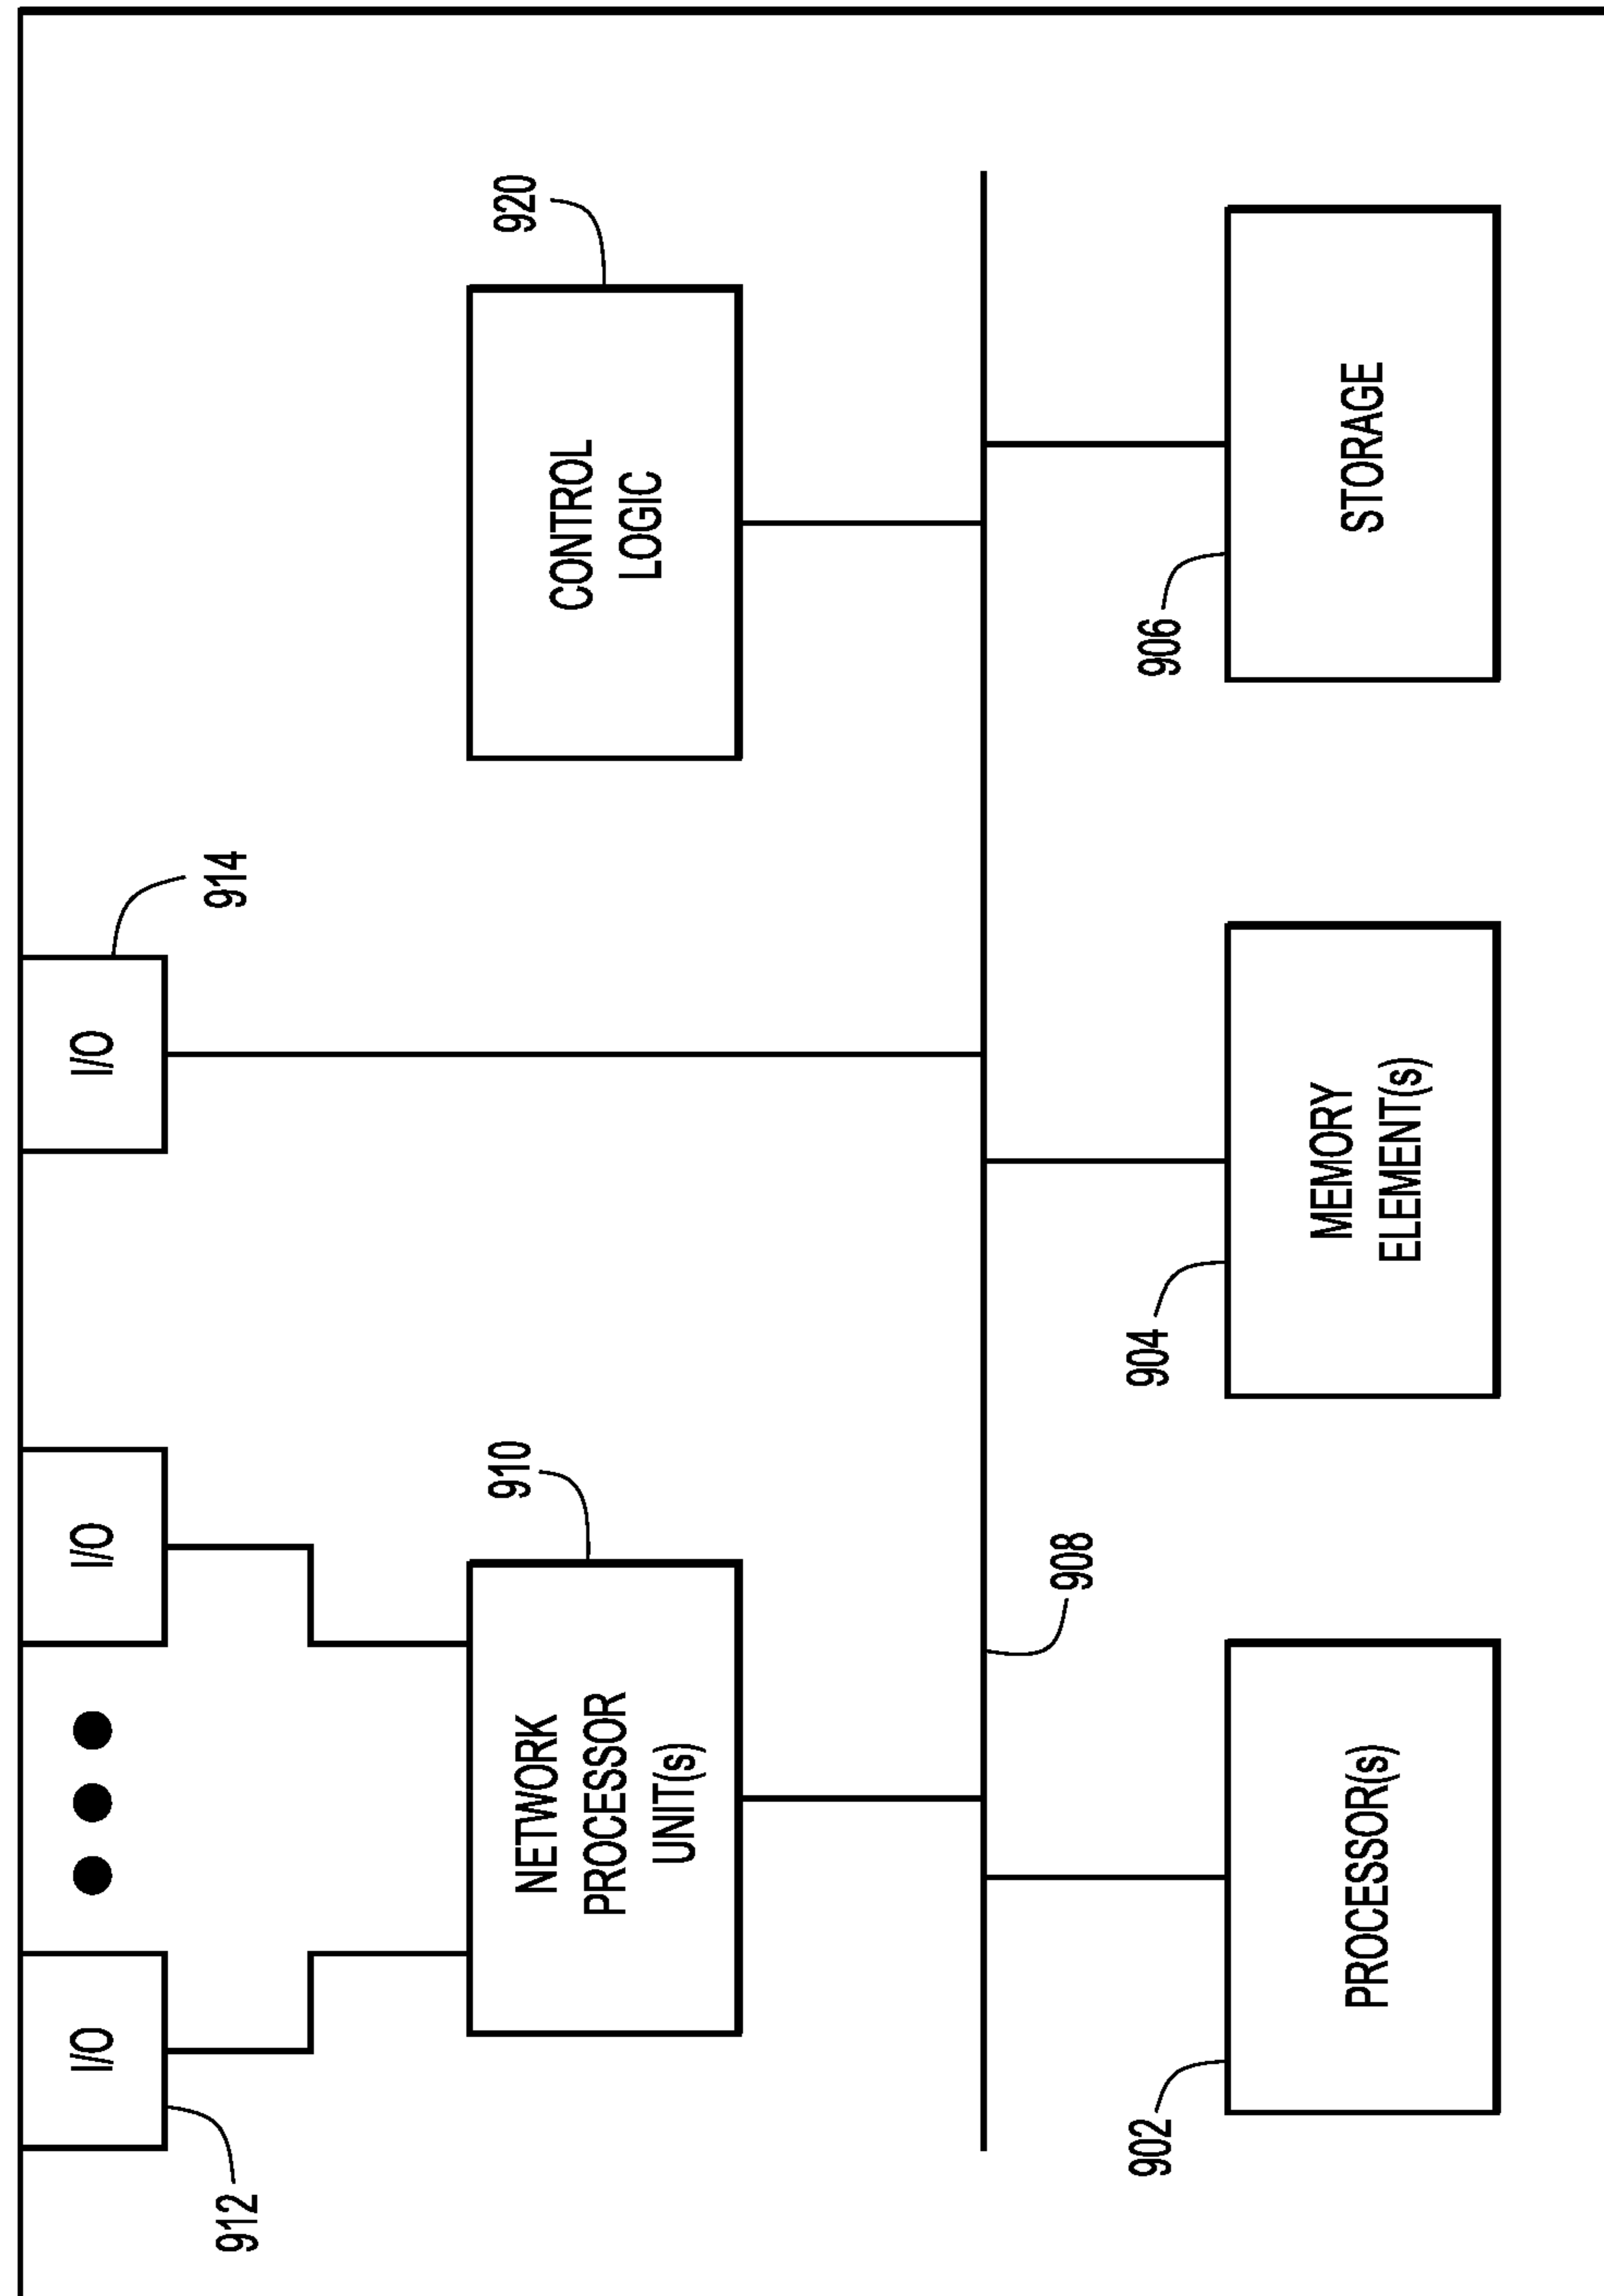 I/O
I/O
I/O
912
914
910
NETWORK
PROCESSOR
UNIT(s)
920
CONTROL
LOGIC
908
902
PROCESSOR(s)
904
MEMORY
ELEMENT(s)
906
STORAGE